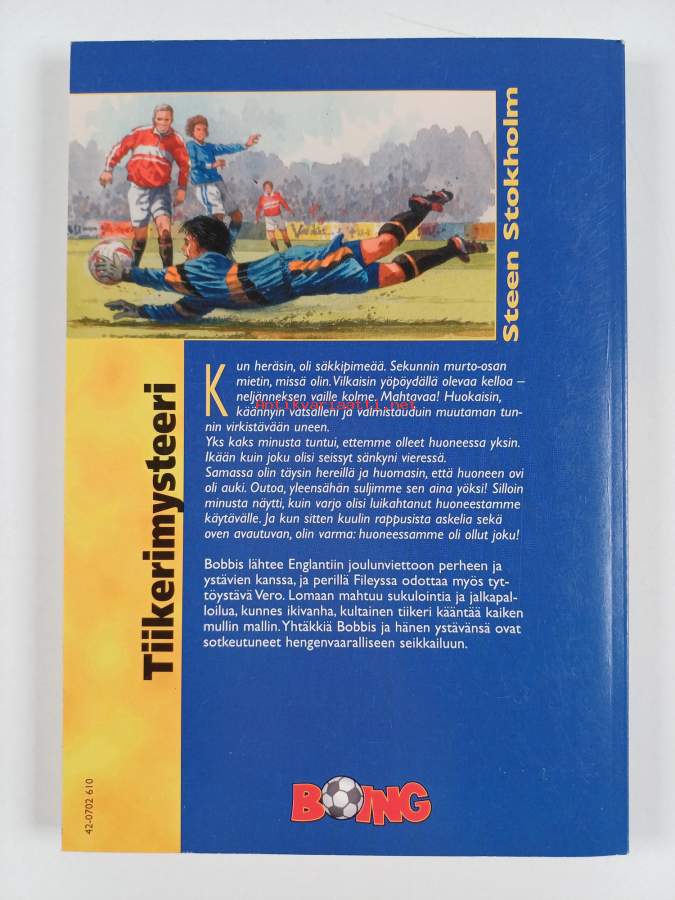 Steen Stokholm
Tiikerimysteeri
Kun heräsin, oli säkkipimeää. Sekunnin murto-osan
mietin, missä olin. Vilkaisin yöpöydällä olevaa kelloa –
neljänneksen vaille kolme. Mahtavaa! Huokaisin,
käännyin vatsalleni ja valmistauduin muutaman tun-
nin virkistävään uneen.
Yks kaks minusta tuntui, ettemme olleet huoneessa yksin.
Ikään kuin joku olisi seissyt sänkyni vieressä.
Samassa olin täysin hereillä ja huomasin, että huoneen ovi
oli auki. Outoa, yleensähän suljimme sen aina yöksi! Silloin
minusta näytti, kuin varjo olisi luikahtanut huoneestamme
käytävälle. Ja kun sitten kuulin rappusista askelia sekä
oven avautuvan, olin varma: huoneessamme oli ollut joku!
Bobbis lähtee Englantiin joulunviettoon perheen ja
ystävien kanssa, ja perillä Fileyssa odottaa myös tyt-
töystävä Vero. Lomaan mahtuu sukulointia ja jalkapal-
loilua, kunnes ikivanha, kultainen tiikeri kääntää kaiken
mullin mallin. Yhtäkkiä Bobbis ja hänen ystävänsä ovat
sotkeutuneet hengenvaaralliseen seikkailuun.
BOING
42-0702 610
Antikvariaatti.net